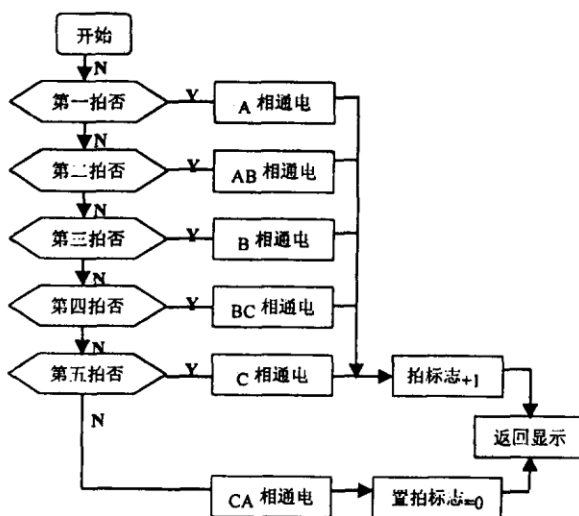 开始
N
第一拍否
Y
A 相通电
N
第二拍否
Y
AB 相通电
N
第三拍否
Y
B 相通电
N
第四拍否
Y
BC 相通电
N
第五拍否
Y
C 相通电
拍标志+1
N
返回显示
CA 相通电
置拍标志=0